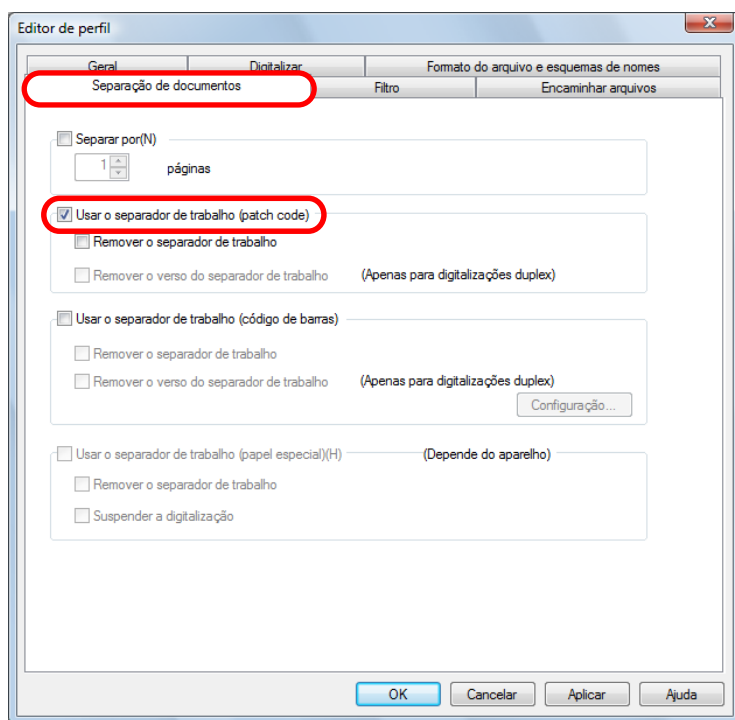 Editor de perfil
Geral Digitalizar Formato do arquivo e esquemas de nomes
Separação de documentos Filtro Encaminhar arquivos
Separar por(N)
1 páginas
Usar o separador de trabalho (patch code)
Remover o separador de trabalho
Remover o verso do separador de trabalho (Apenas para digitalizações duplex)
Usar o separador de trabalho (código de barras)
Remover o separador de trabalho
Remover o verso do separador de trabalho (Apenas para digitalizações duplex)
Configuração...
Usar o separador de trabalho (papel especial)(H) (Depende do aparelho)
Remover o separador de trabalho
Suspender a digitalização
OK Cancelar Aplicar Ajuda